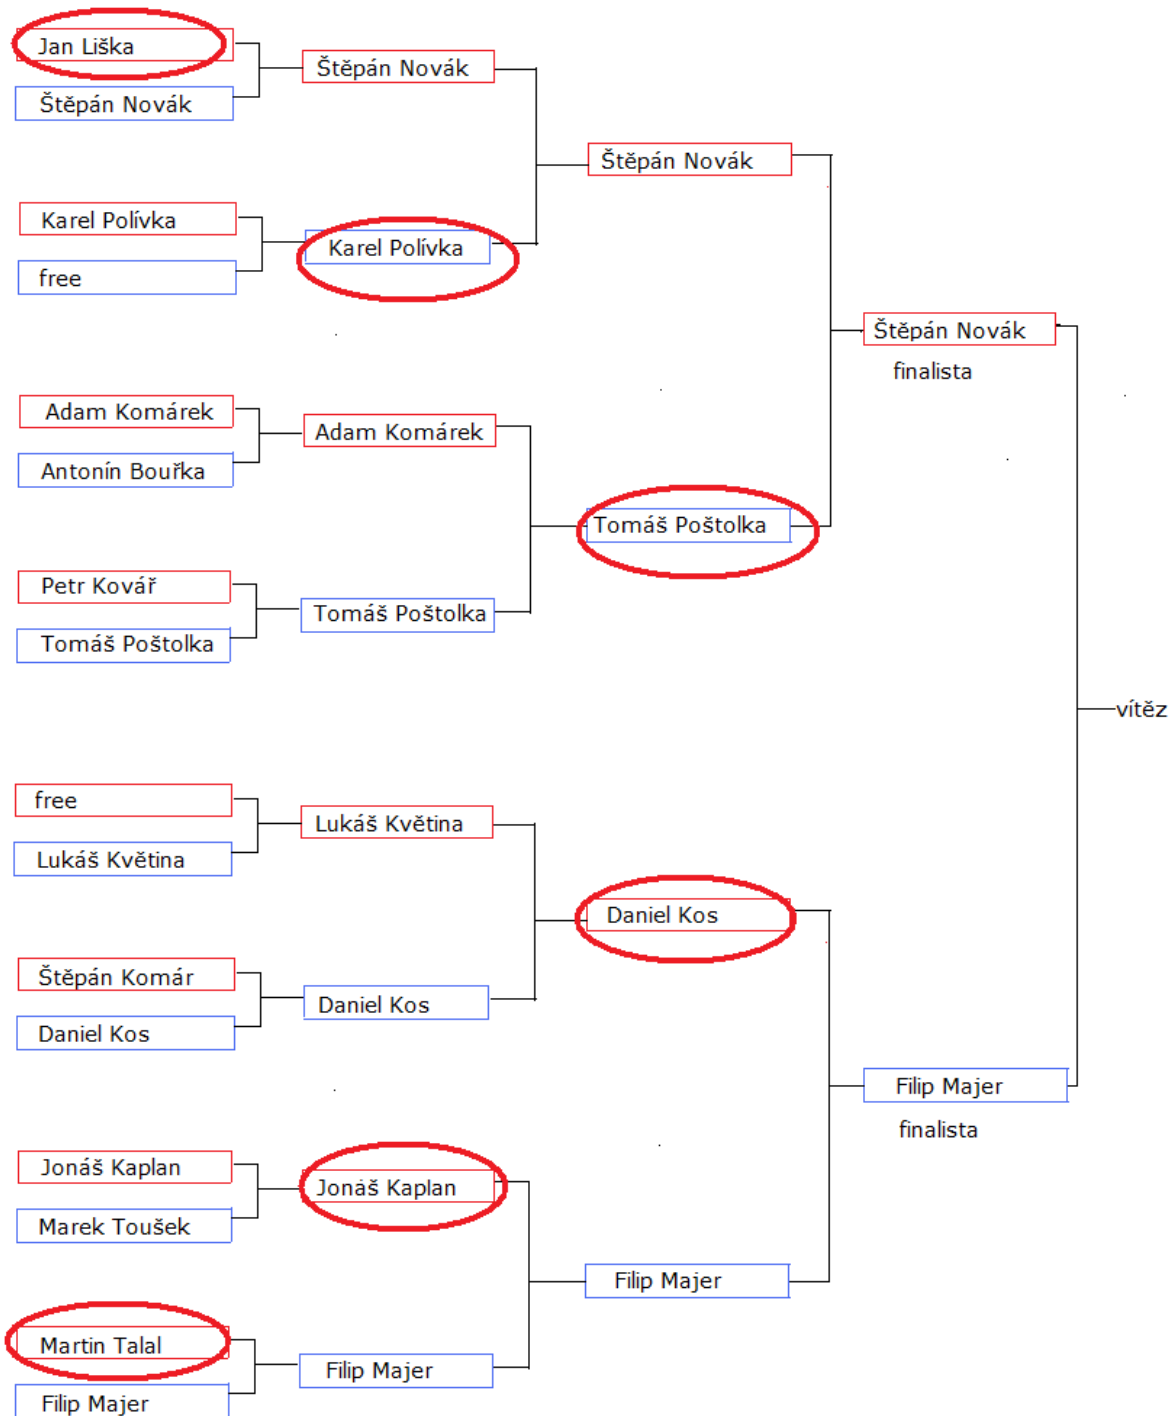 Jan Liška
Štěpán Novák
Karel Polívka
free
Adam Komárek
Antonín Bouřka
Petr Kovář
Tomáš Poštolka
free
Lukáš Květina
Štěpán Komár
Daniel Kos
Jonáš Kaplan
Marek Toušek
Martin Talal
Filip Majer
Štěpán Novák
Karel Polívka
Adam Komárek
Tomáš Poštolka
Lukáš Květina
Daniel Kos
Jonáš Kaplan
Filip Majer
Štěpán Novák
Tomáš Poštolka
Daniel Kos
Filip Majer
Štěpán Novák
finalista
Filip Majer
finalista
vítěz